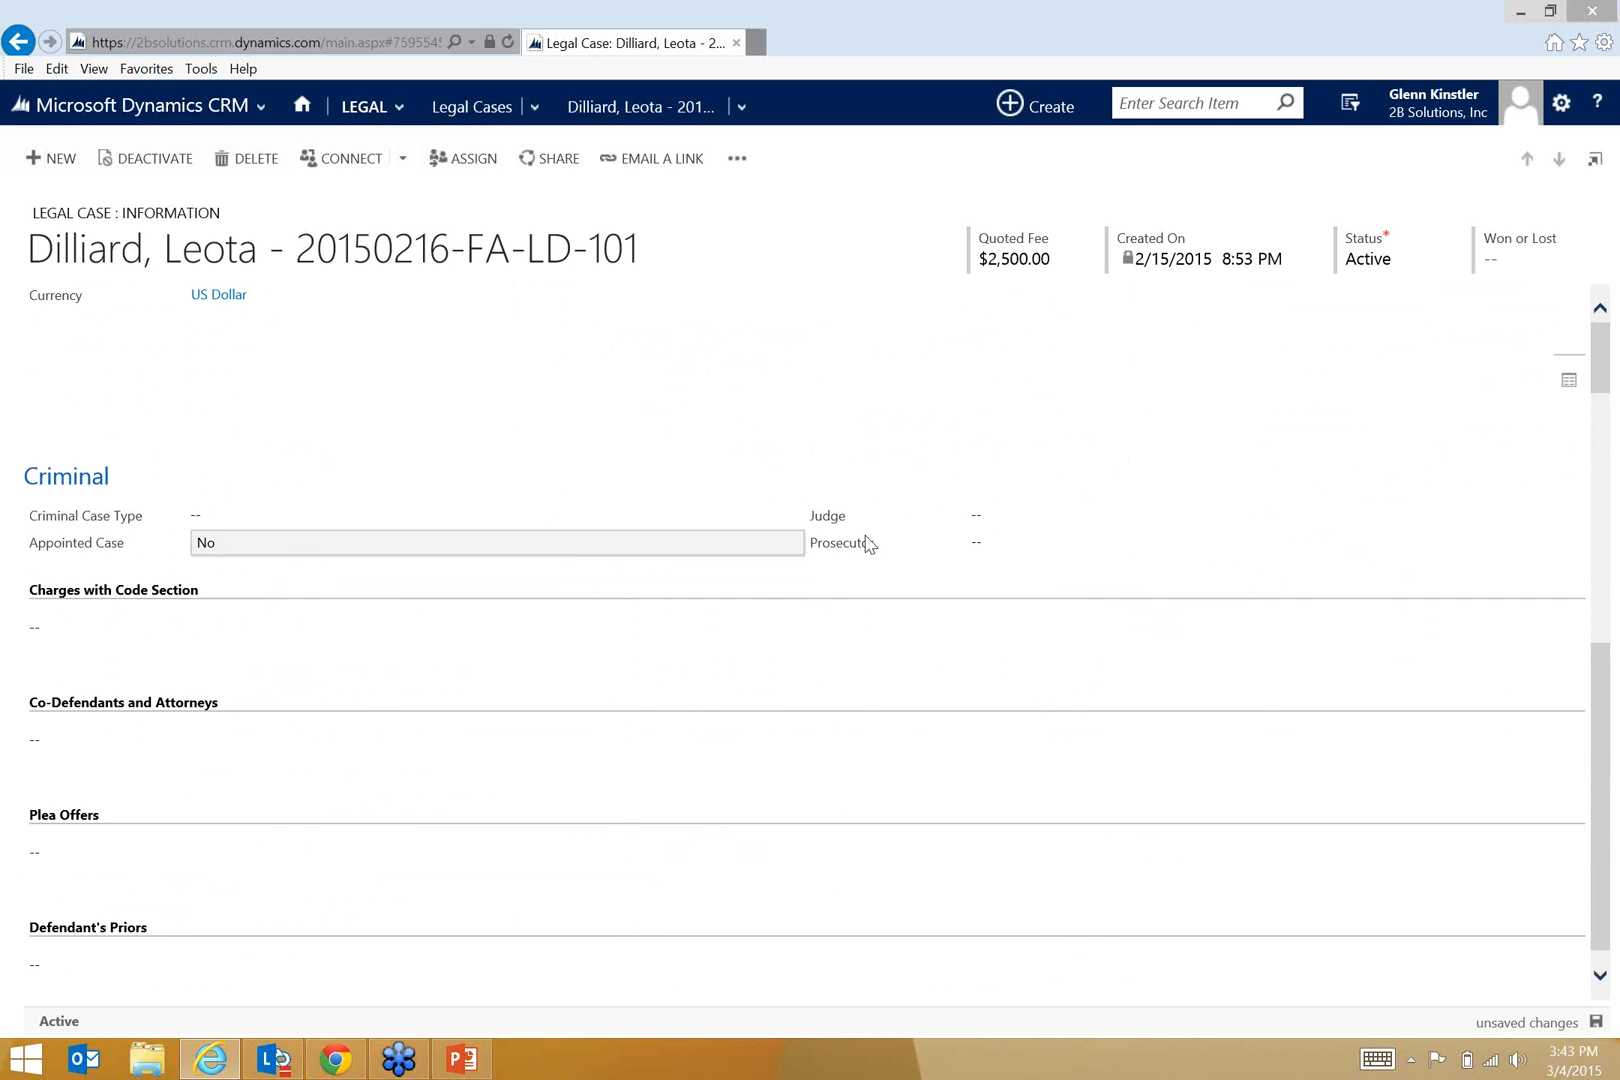 https://2bsolutions.crm.dynamics.com/main.aspx#7595545
Legal Case: Dilliard, Leota - 2...
File Edit View Favorites Tools Help
Microsoft Dynamics CRM LEGAL Legal Cases Dilliard, Leota - 201... Create Enter Search Item Glenn Kinstler
2B Solutions, Inc ?
NEW DEACTIVATE DELETE CONNECT ASSIGN SHARE EMAIL A LINK ...
LEGAL CASE : INFORMATION
Dilliard, Leota - 20150216-FA-LD-101
Quoted Fee Created On Status* Won or Lost
$2,500.00 2/15/2015 8:53 PM Active --
Currency US Dollar
Criminal
Criminal Case Type -- Judge --
Appointed Case No --
Charges with Code Section
--
Co-Defendants and Attorneys
--
Plea Offers
--
Defendant's Priors
--
Active unsaved changes
3:43 PM
3/4/2015